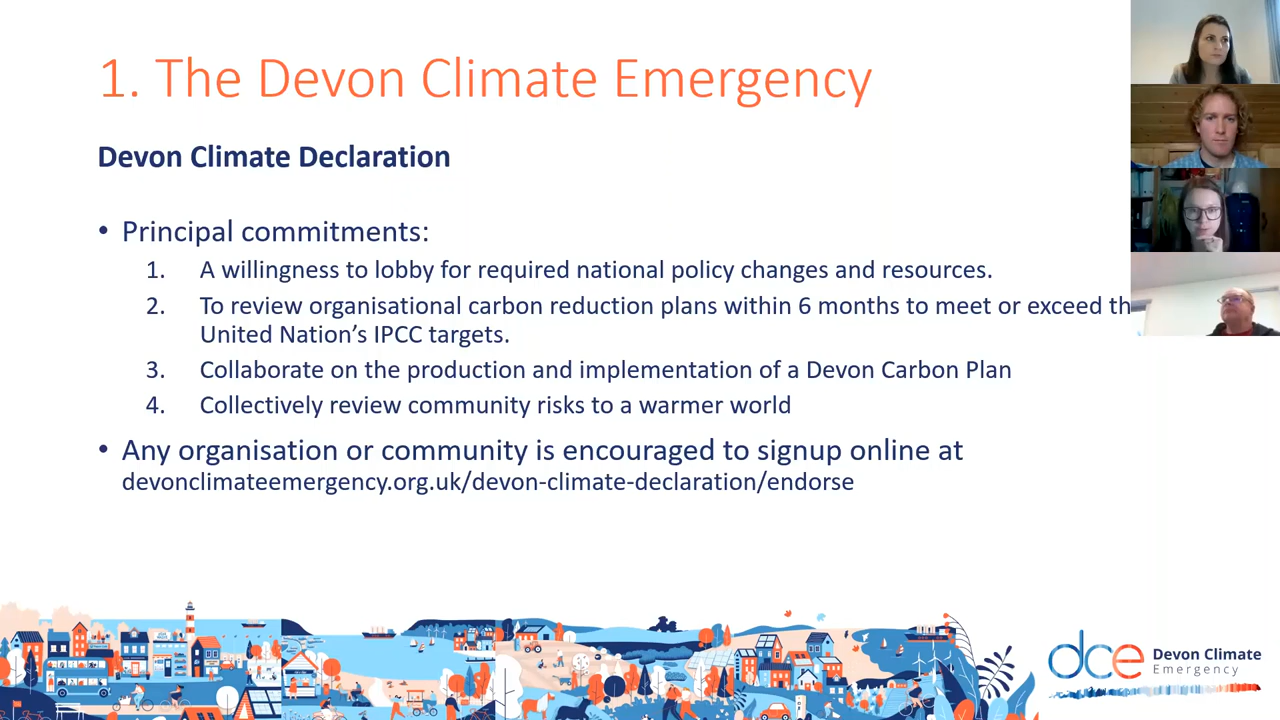 1. The Devon Climate Emergency
Devon Climate Declaration
• Principal commitments:
1. A willingness to lobby for required national policy changes and resources.
2. To review organisational carbon reduction plans within 6 months to meet or exceed th
United Nation’s IPCC targets.
3. Collaborate on the production and implementation of a Devon Carbon Plan
4. Collectively review community risks to a warmer world
• Any organisation or community is encouraged to signup online at
devonclimateemergency.org.uk/devon-climate-declaration/endorse
dce Devon Climate
Emergency